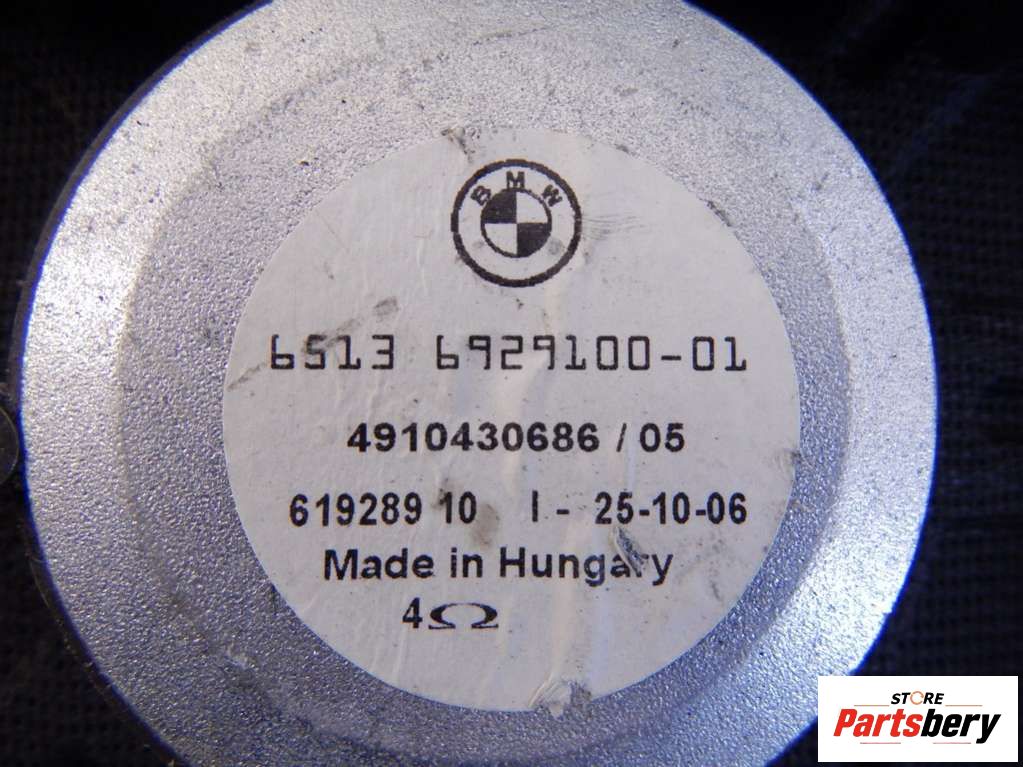 BMW
6513 6929100-01
4910430686 / 05
619289 10 I - 25-10-06
Made in Hungary
4Ω
STORE
Partsbery